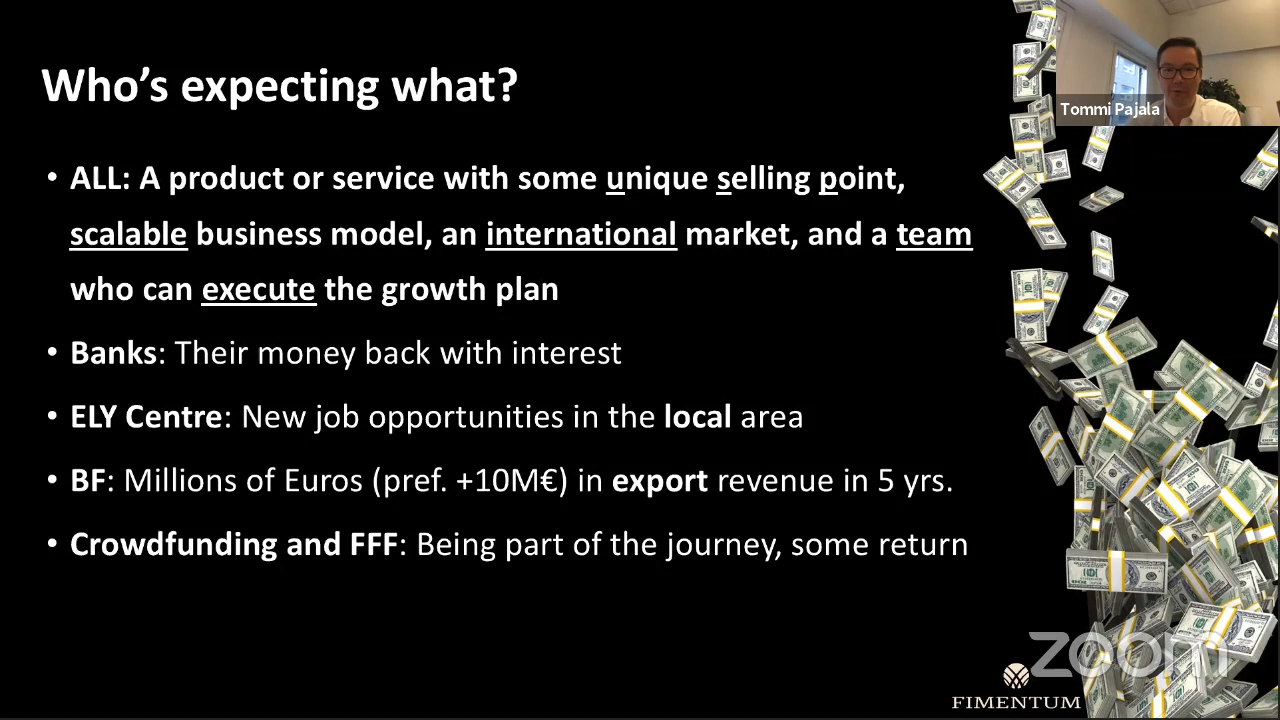 Who's expecting what?
• ALL: A product or service with some unique selling point,
scalable business model, an international market, and a team
who can execute the growth plan
• Banks: Their money back with interest
• ELY Centre: New job opportunities in the local area
• BF: Millions of Euros (pref. +10M€) in export revenue in 5 yrs.
• Crowdfunding and FFF: Being part of the journey, some return
Tommi Pajala
zoom
FIMENTUM